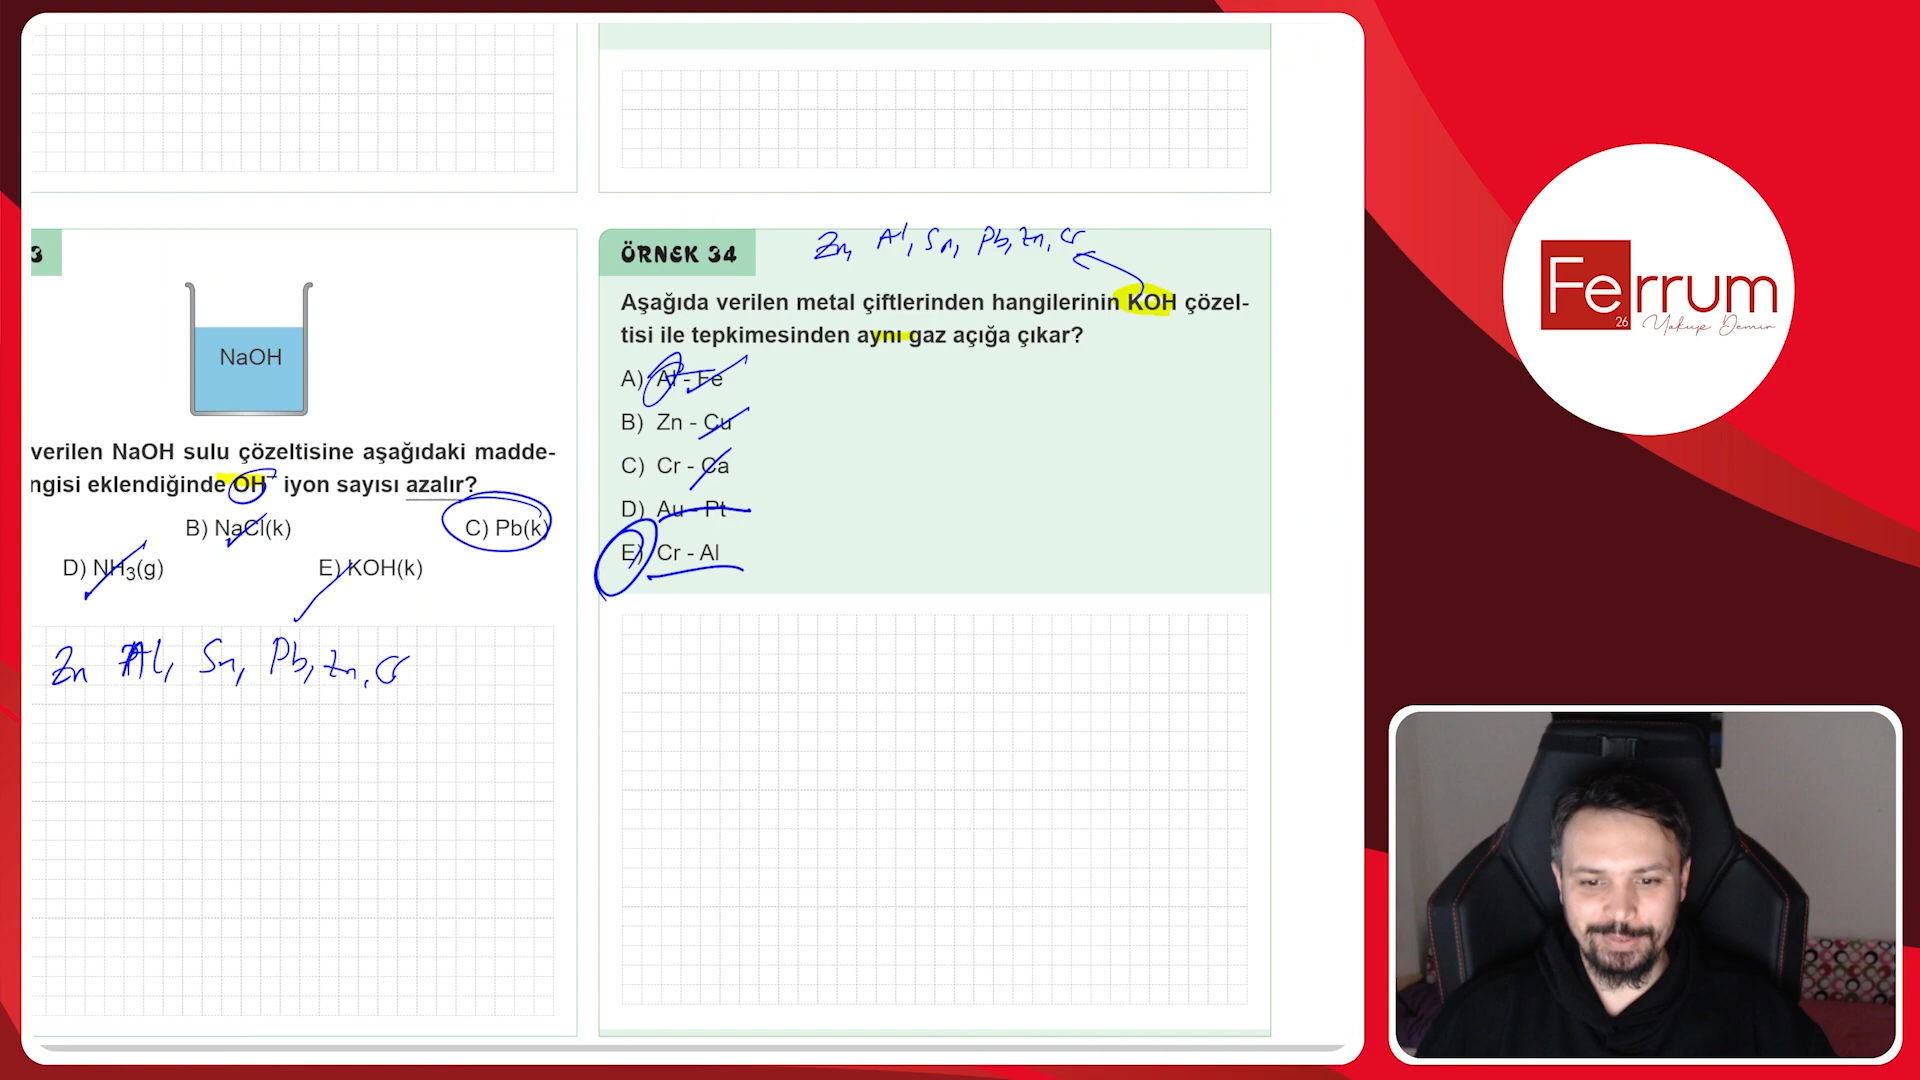 3
NaOH
verilen NaOH sulu çözeltisine aşağıdaki madde-
ngisi eklendiğinde OH⁻ iyon sayısı azalır?
B) NaCl(k)
C) Pb(k)
D) NH₃(g)
E) KOH(k)
Zn Al, Sn, Pb, Zn, Cr
Zn, Al, Sn, Pb, Zn, Cr
ÖRNEK 34
Aşağıda verilen metal çiftlerinden hangilerinin KOH çözel-
tisi ile tepkimesinden aynı gaz açığa çıkar?
A) Al - Fe
B) Zn - Cu
C) Cr - Ca
D) Au - Pt
E) Cr - Al
Ferrum
26
Yakup Demir